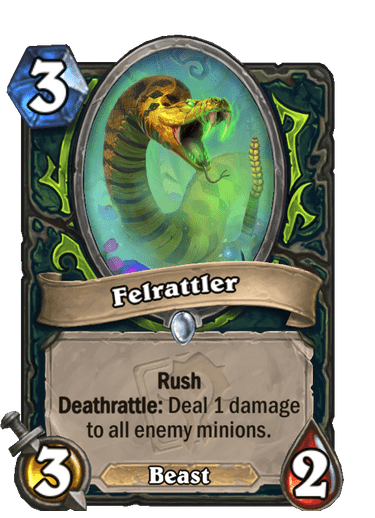 3
Felrattler
Rush
Deathrattle: Deal 1 damage
to all enemy minions.
3
Beast
2